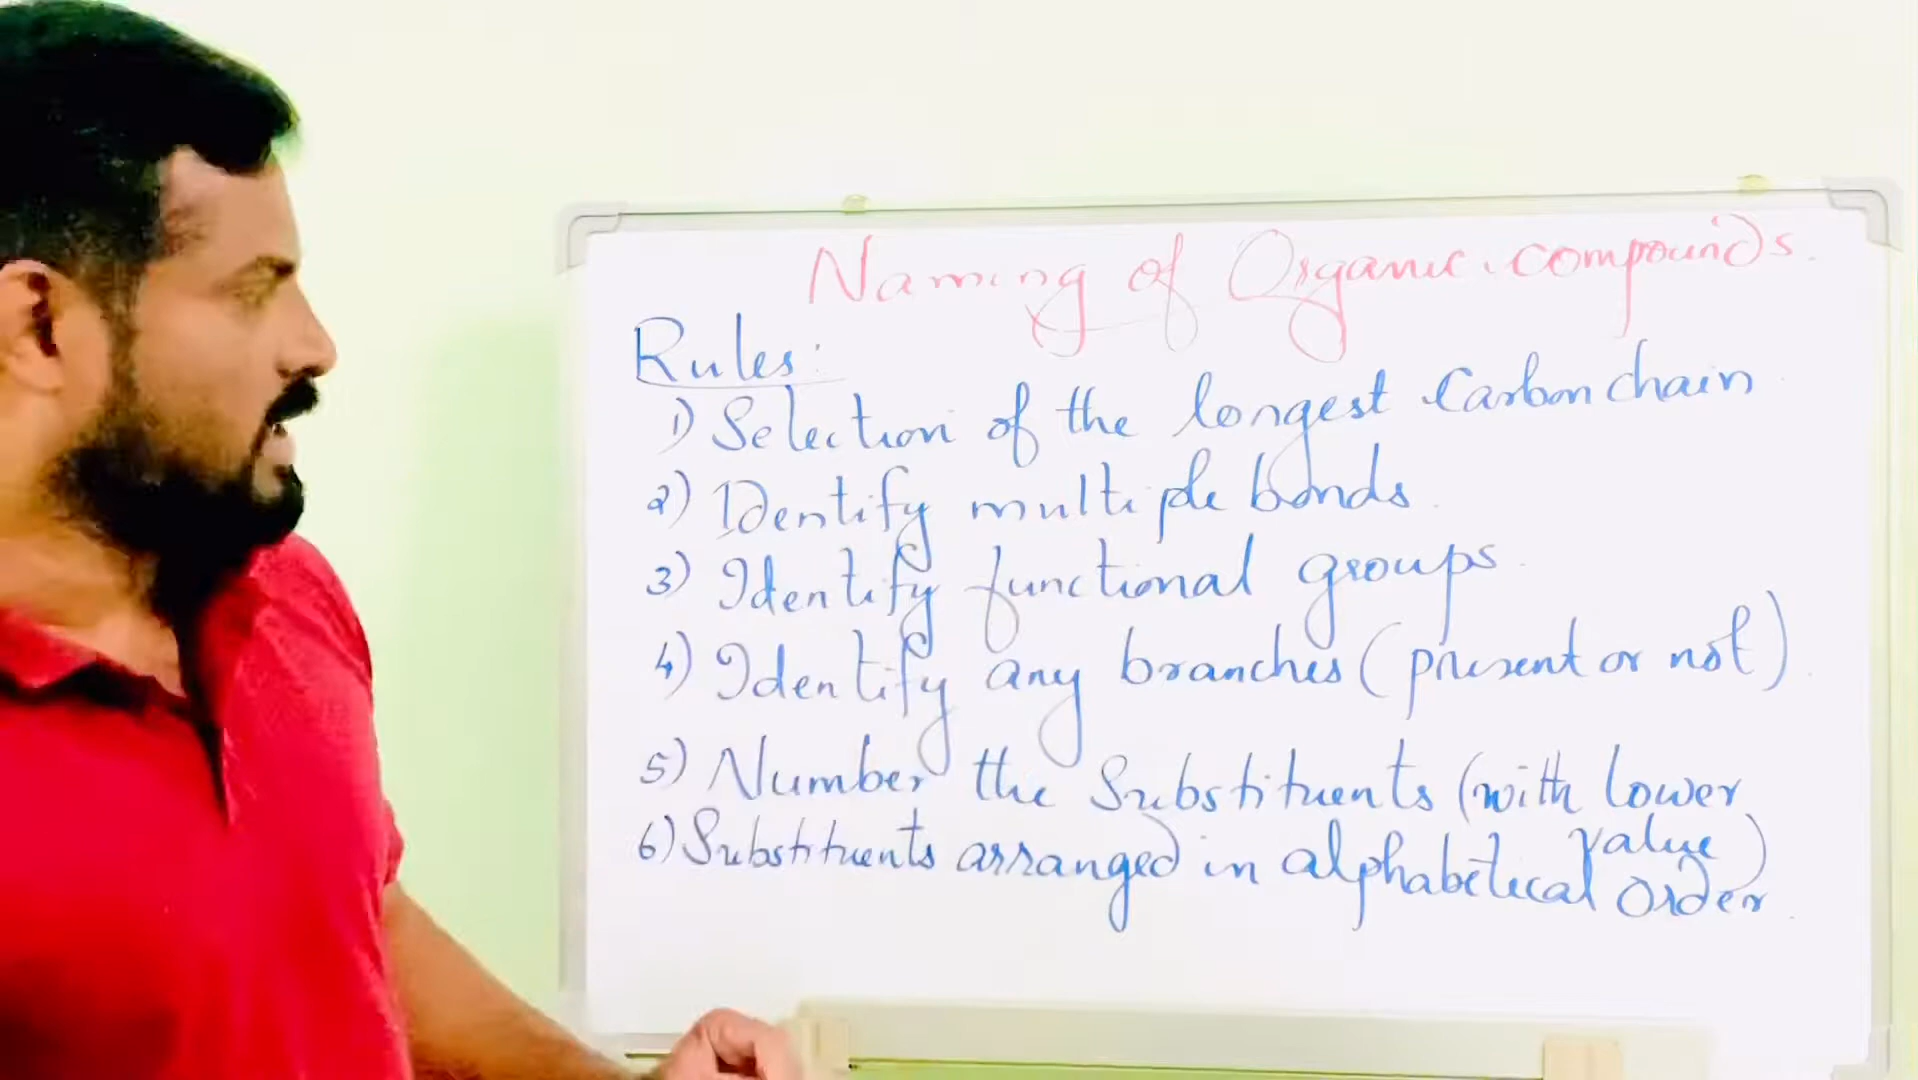 Naming of Organic compounds.
Rules:
1) Selection of the longest Carbon chain
2) Identify multiple bonds.
3) Identify functional groups
4) Identify any branches (present or not)
5) Number the Substituents (with lower value)
6) Substituents arranged in alphabetical order